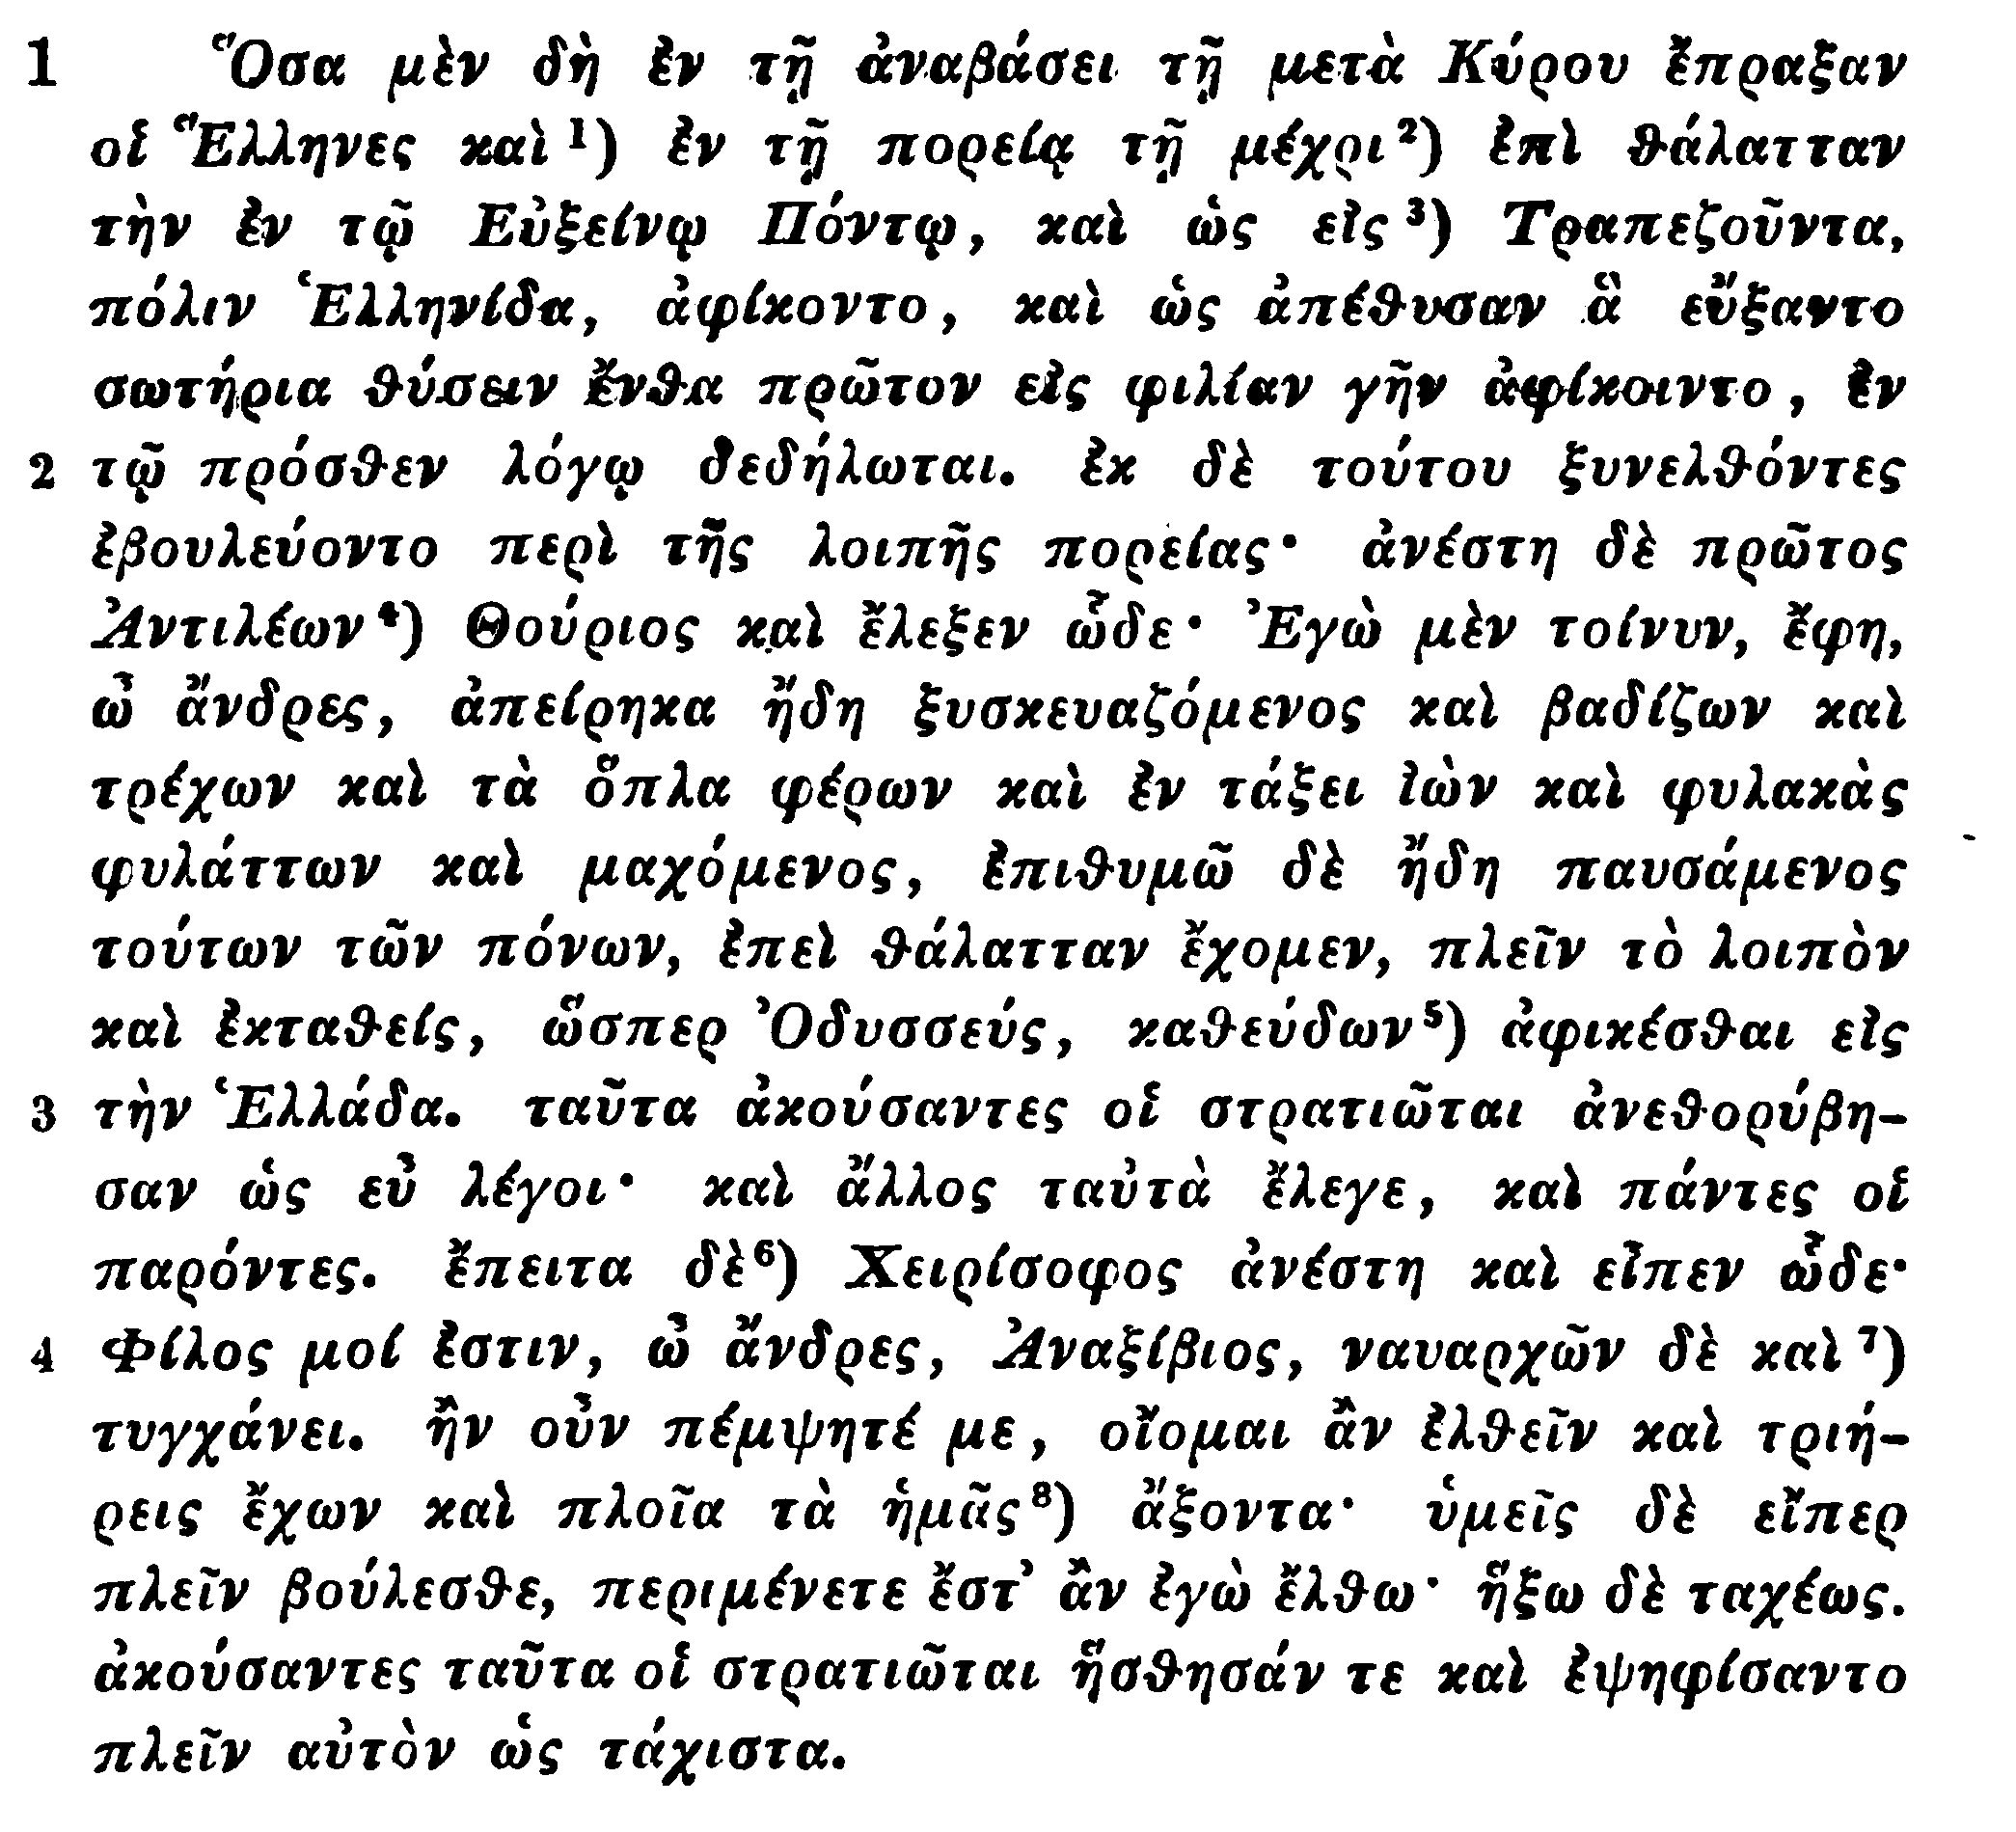 1 Ὅσα μὲν δὴ ἐν τῇ ἀναβάσει τῇ μετὰ Κύρου ἔπραξαν
οἱ Ἕλληνες καὶ ¹) ἐν τῇ πορείᾳ τῇ μέχρι ²) ἐπὶ θάλατταν
τὴν ἐν τῷ Εὐξείνῳ Πόντῳ, καὶ ὡς εἰς ³) Τραπεζοῦντα,
πόλιν Ἑλληνίδα, ἀφίκοντο, καὶ ὡς ἀπέθυσαν ἃ εὔξαντο
σωτήρια θύσειν ἔνθα πρῶτον εἰς φιλίαν γῆν ἀφίκοιντο, ἐν
2 τῷ πρόσθεν λόγῳ δεδήλωται. ἐκ δὲ τούτου ξυνελθόντες
ἐβουλεύοντο περὶ τῆς λοιπῆς πορείας· ἀνέστη δὲ πρῶτος
Ἀντιλέων ⁴) Θούριος καὶ ἔλεξεν ὧδε· Ἐγὼ μὲν τοίνυν, ἔφη,
ὦ ἄνδρες, ἀπείρηκα ἤδη ξυσκευαζόμενος καὶ βαδίζων καὶ
τρέχων καὶ τὰ ὅπλα φέρων καὶ ἐν τάξει ἰὼν καὶ φυλακὰς
φυλάττων καὶ μαχόμενος, ἐπιθυμῶ δὲ ἤδη παυσάμενος
τούτων τῶν πόνων, ἐπεὶ θάλατταν ἔχομεν, πλεῖν τὸ λοιπὸν
καὶ ἐκταθείς, ὥσπερ Ὀδυσσεύς, καθεύδων ⁵) ἀφικέσθαι εἰς
3 τὴν Ἑλλάδα. ταῦτα ἀκούσαντες οἱ στρατιῶται ἀνεθορύβη-
σαν ὡς εὖ λέγοι· καὶ ἄλλος ταὐτὰ ἔλεγε, καὶ πάντες οἱ
παρόντες. ἔπειτα δὲ ⁶) Χειρίσοφος ἀνέστη καὶ εἶπεν ὧδε·
4 Φίλος μοί ἐστιν, ὦ ἄνδρες, Ἀναξίβιος, ναυαρχῶν δὲ καὶ ⁷)
τυγχάνει. ἢν οὖν πέμψητέ με, οἴομαι ἂν ἐλθεῖν καὶ τριή-
ρεις ἔχων καὶ πλοῖα τὰ ἡμᾶς ⁸) ἄξοντα· ὑμεῖς δὲ εἴπερ
πλεῖν βούλεσθε, περιμένετε ἔστ’ ἂν ἐγὼ ἔλθω· ἥξω δὲ ταχέως.
ἀκούσαντες ταῦτα οἱ στρατιῶται ἥσθησάν τε καὶ ἐψηφίσαντο
πλεῖν αὐτὸν ὡς τάχιστα.